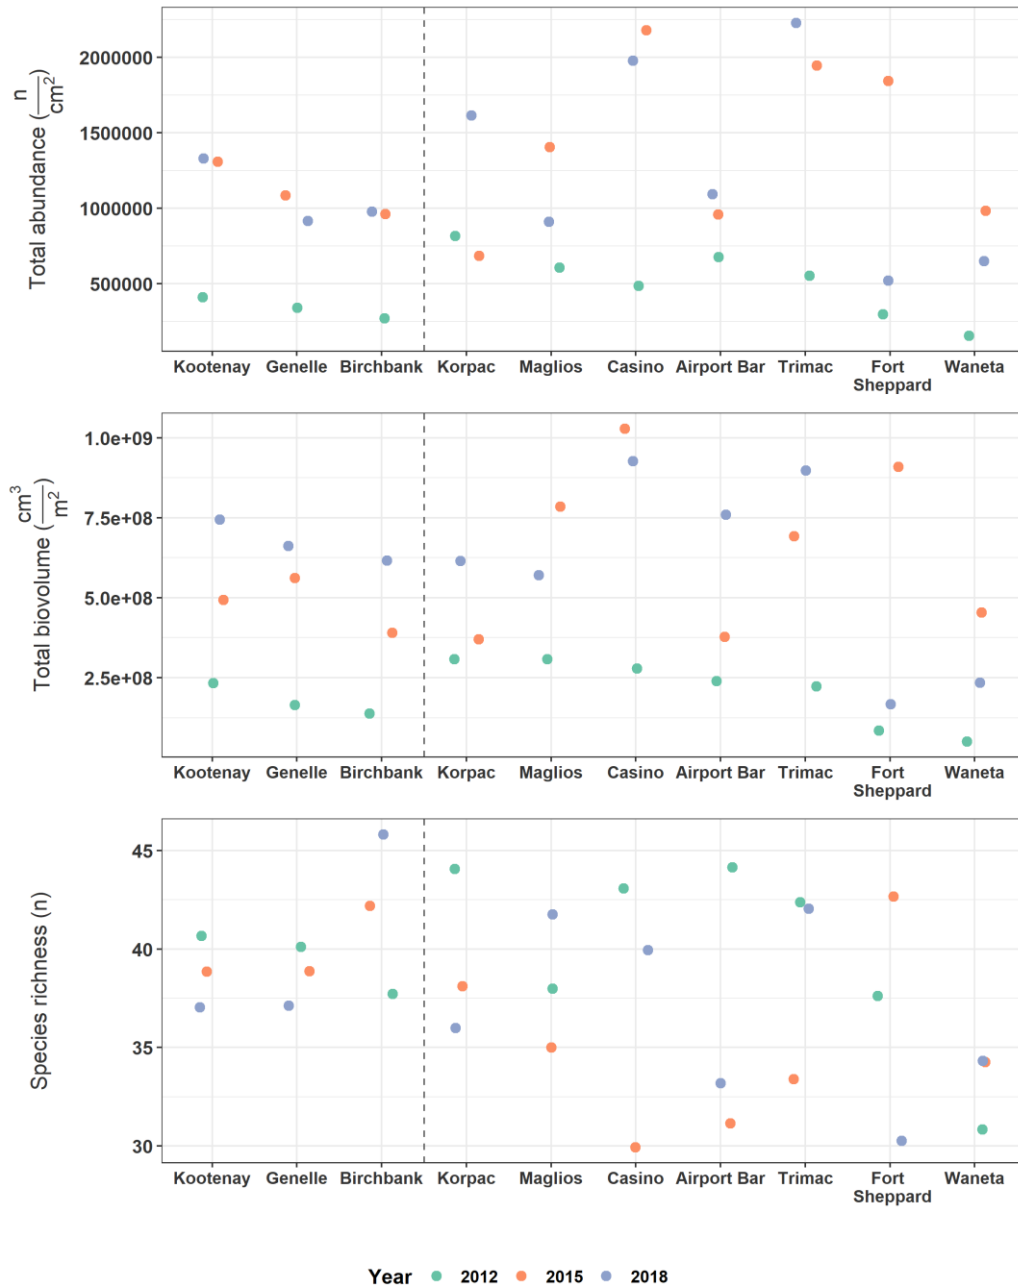 Total abundance (n/cm²)
2000000
1500000
1000000
500000
Kootenay Genelle Birchbank Korpac Maglios Casino Airport Bar Trimac Fort Sheppard Waneta
Total biovolume (cm³/m²)
1.0e+09
7.5e+08
5.0e+08
2.5e+08
Kootenay Genelle Birchbank Korpac Maglios Casino Airport Bar Trimac Fort Sheppard Waneta
Species richness (n)
45
40
35
30
Kootenay Genelle Birchbank Korpac Maglios Casino Airport Bar Trimac Fort Sheppard Waneta
Year 2012 2015 2018